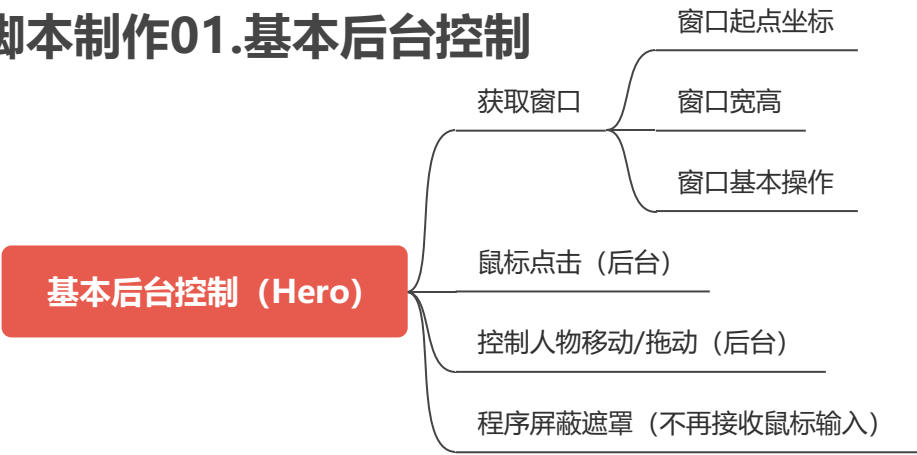 脚本制作01.基本后台控制
窗口起点坐标
获取窗口
窗口宽高
窗口基本操作
鼠标点击（后台）
基本后台控制（Hero）
控制人物移动/拖动（后台）
程序屏蔽遮罩（不再接收鼠标输入）